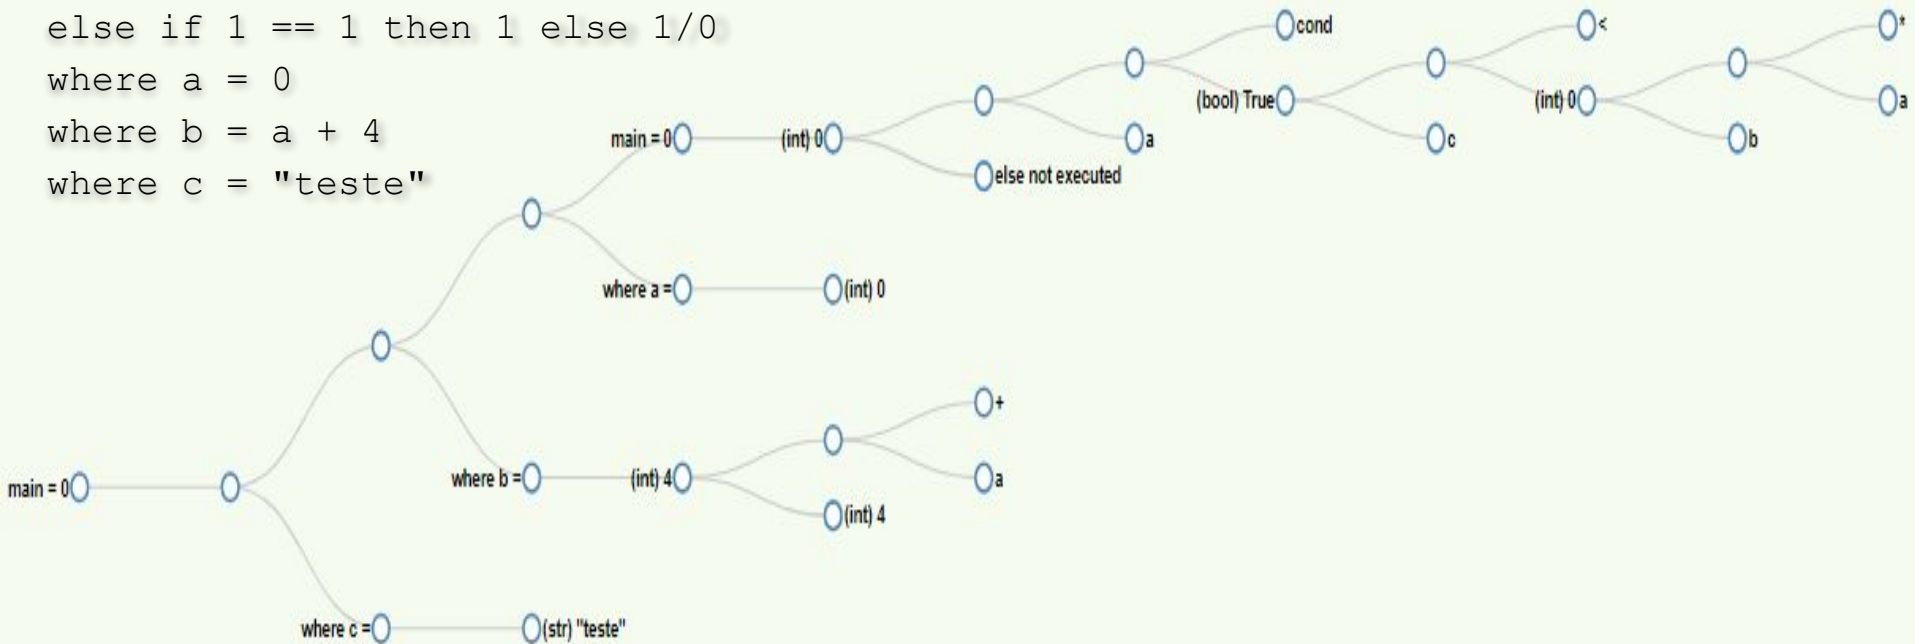 else if 1 == 1 then 1 else 1/0
where a = 0
where b = a + 4
where c = "teste"
cond
<
*
(bool) True
(int) 0
a
main = 0
(int) 0
a
c
b
else not executed
where a =
(int) 0
+
where b =
(int) 4
a
main = 0
(int) 4
where c =
(str) "teste"